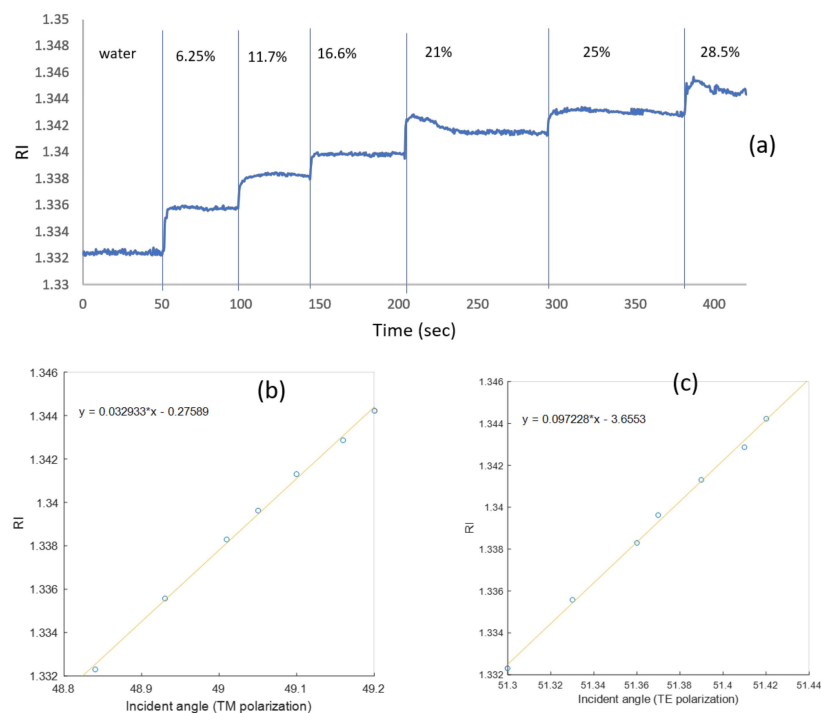 1.35
1.348
1.346
1.344
1.342
1.34
1.338
1.336
1.334
1.332
1.33
RI
water
6.25%
11.7%
16.6%
21%
25%
28.5%
(a)
0 50 100 150 200 250 300 350 400
Time (sec)
(b)
y = 0.032933*x - 0.27589
1.346
1.344
1.342
1.34
1.338
1.336
1.334
1.332
RI
48.8 48.9 49 49.1 49.2
Incident angle (TM polarization)
(c)
y = 0.097228*x - 3.6553
1.346
1.344
1.342
1.34
1.338
1.336
1.334
1.332
RI
51.3 51.32 51.34 51.36 51.38 51.4 51.42 51.44
Incident angle (TE polarization)